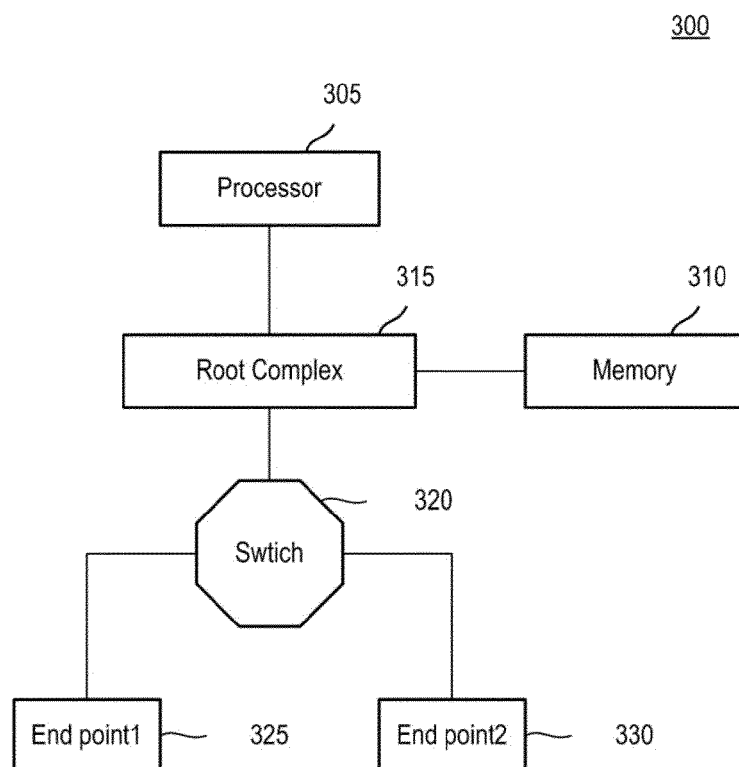 300
305
Processor
315
310
Root Complex
Memory
320
Swtich
End point1
325
End point2
330